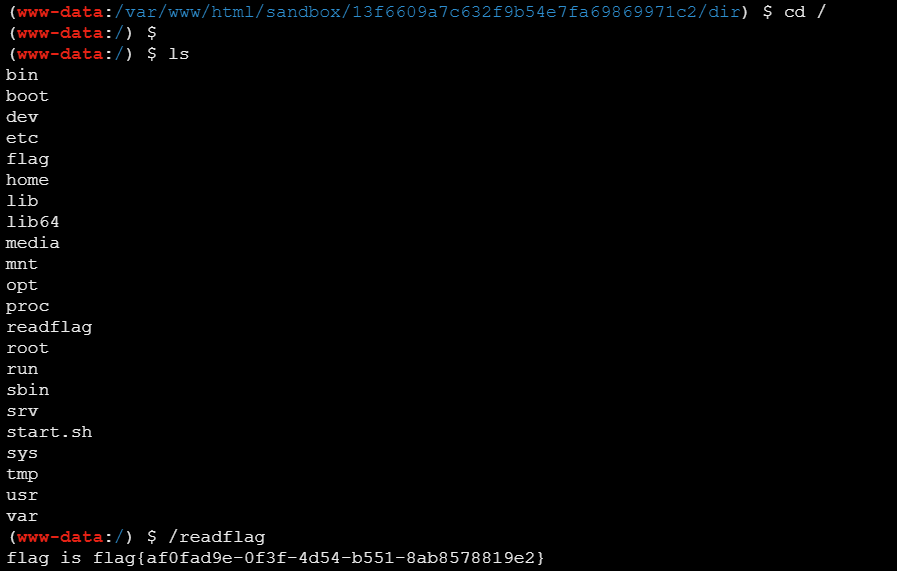 (www-data:/var/www/html/sandbox/13f6609a7c632f9b54e7fa69869971c2/dir) $ cd /
(www-data:/) $
(www-data:/) $ ls
bin
boot
dev
etc
flag
home
lib
lib64
media
mnt
opt
proc
readflag
root
run
sbin
srv
start.sh
sys
tmp
usr
var
(www-data:/) $ /readflag
flag is flag{af0fad9e-0f3f-4d54-b551-8ab8578819e2}